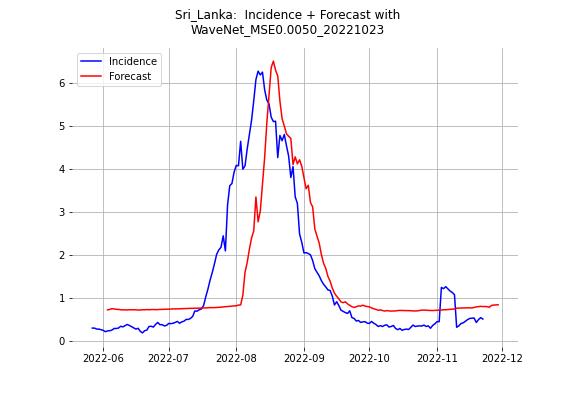 Sri_Lanka:  Incidence + Forecast with
WaveNet_MSE0.0050_20221023
Incidence
Forecast
6
5
4
3
2
1
0
2022-06 2022-07 2022-08 2022-09 2022-10 2022-11 2022-12